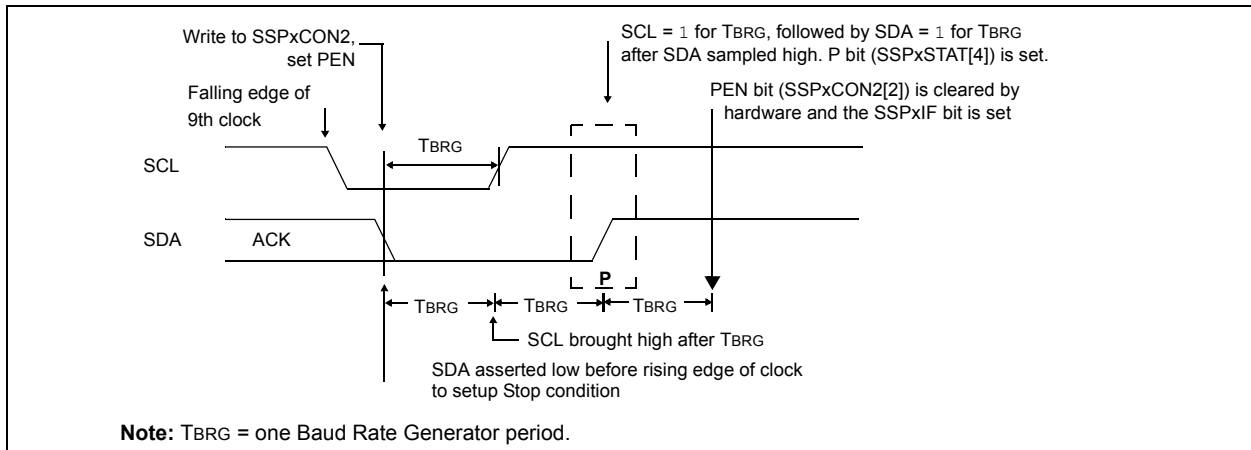 Write to SSPxCON2,
set PEN
SCL = 1 for TBRG, followed by SDA = 1 for TBRG
after SDA sampled high. P bit (SSPxSTAT[4]) is set.
Falling edge of
9th clock
PEN bit (SSPxCON2[2]) is cleared by
hardware and the SSPxIF bit is set
TBRG
SCL
SDA
ACK
P
TBRG
TBRG
TBRG
SCL brought high after TBRG
SDA asserted low before rising edge of clock
to setup Stop condition
Note: TBRG = one Baud Rate Generator period.